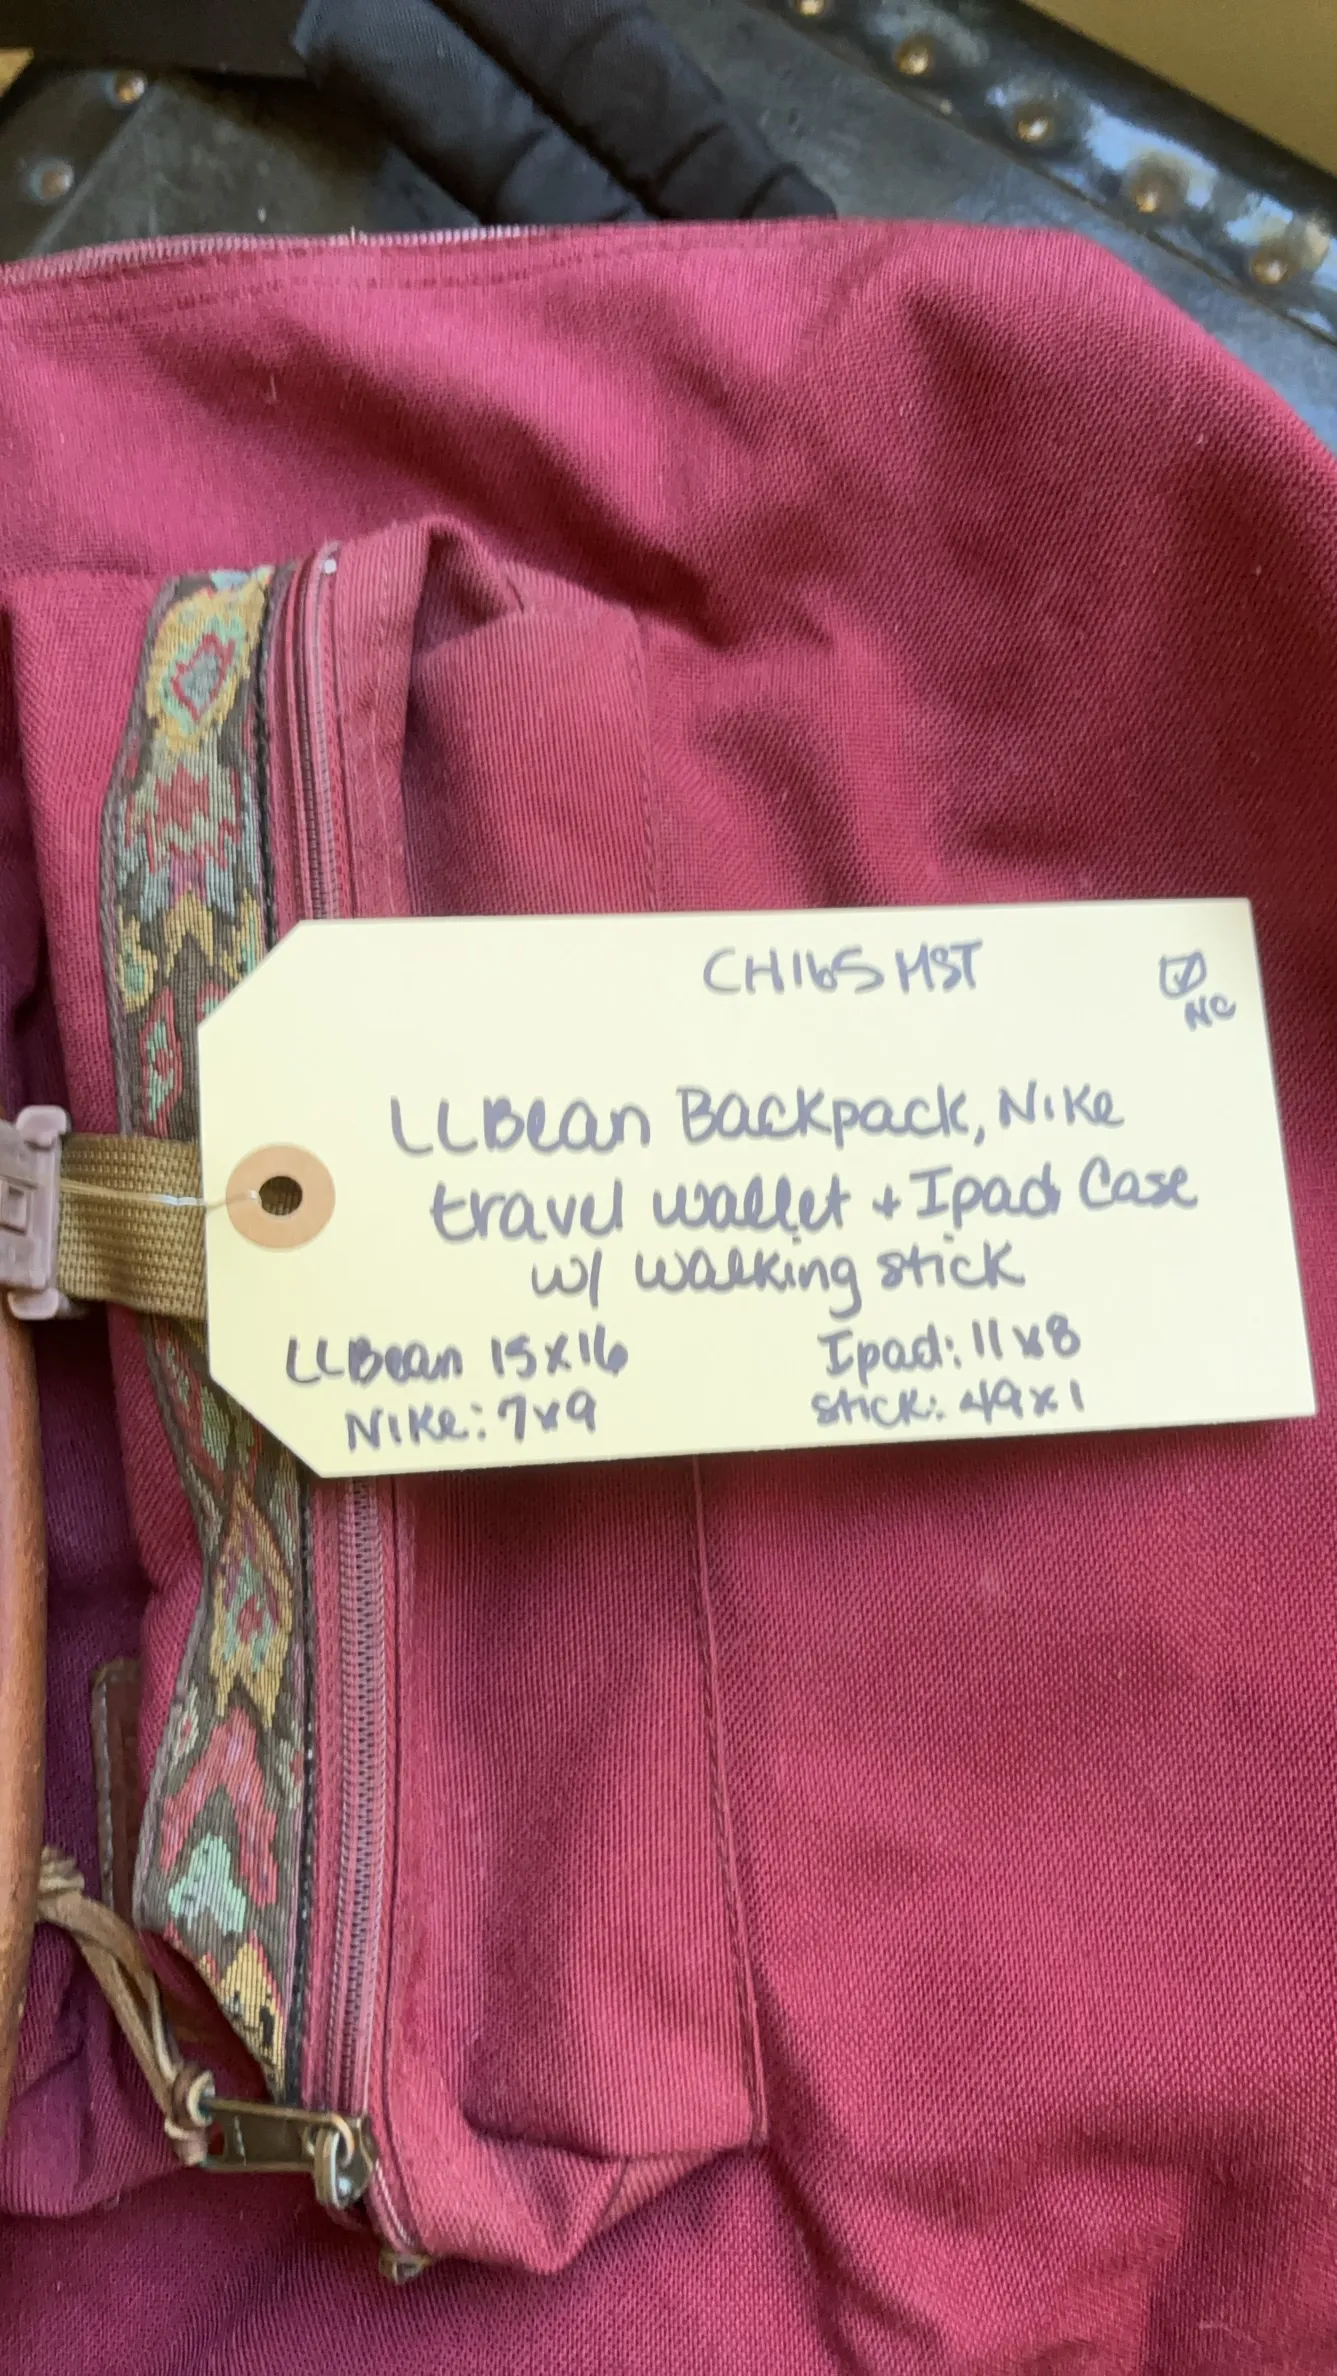 CH165 MST
NC
LLBean Backpack, Nike
travel wallet + Ipad Case
w/ walking stick
LLBean 15x16
Ipad: 11x8
Nike: 7x9
stick: 49x1